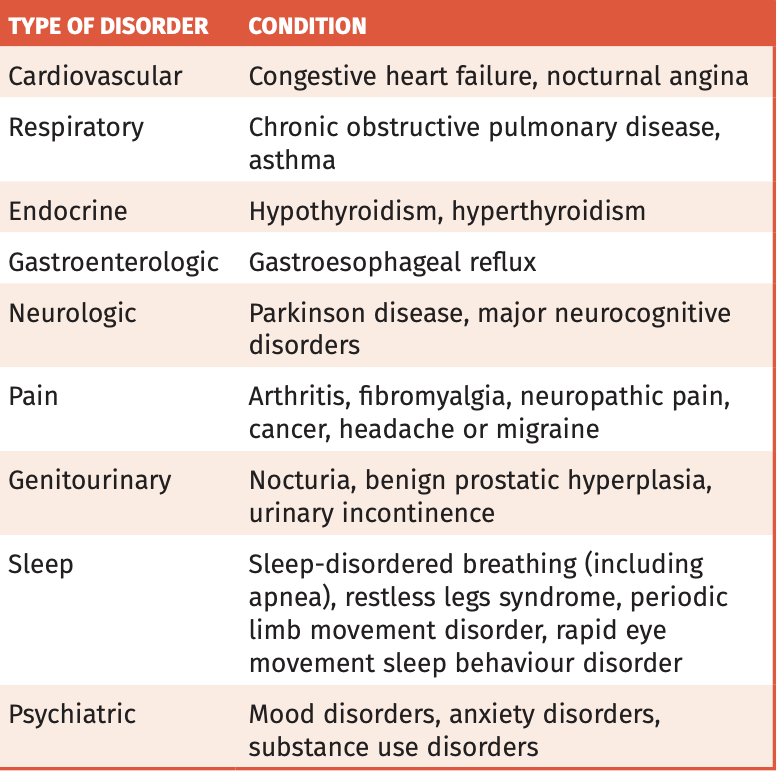 TYPE OF DISORDER CONDITION
Cardiovascular Congestive heart failure, nocturnal angina
Respiratory Chronic obstructive pulmonary disease,
asthma
Endocrine Hypothyroidism, hyperthyroidism
Gastroenterologic Gastroesophageal reflux
Neurologic Parkinson disease, major neurocognitive
disorders
Pain Arthritis, fibromyalgia, neuropathic pain,
cancer, headache or migraine
Genitourinary Nocturia, benign prostatic hyperplasia,
urinary incontinence
Sleep Sleep-disordered breathing (including
apnea), restless legs syndrome, periodic
limb movement disorder, rapid eye
movement sleep behaviour disorder
Psychiatric Mood disorders, anxiety disorders,
substance use disorders